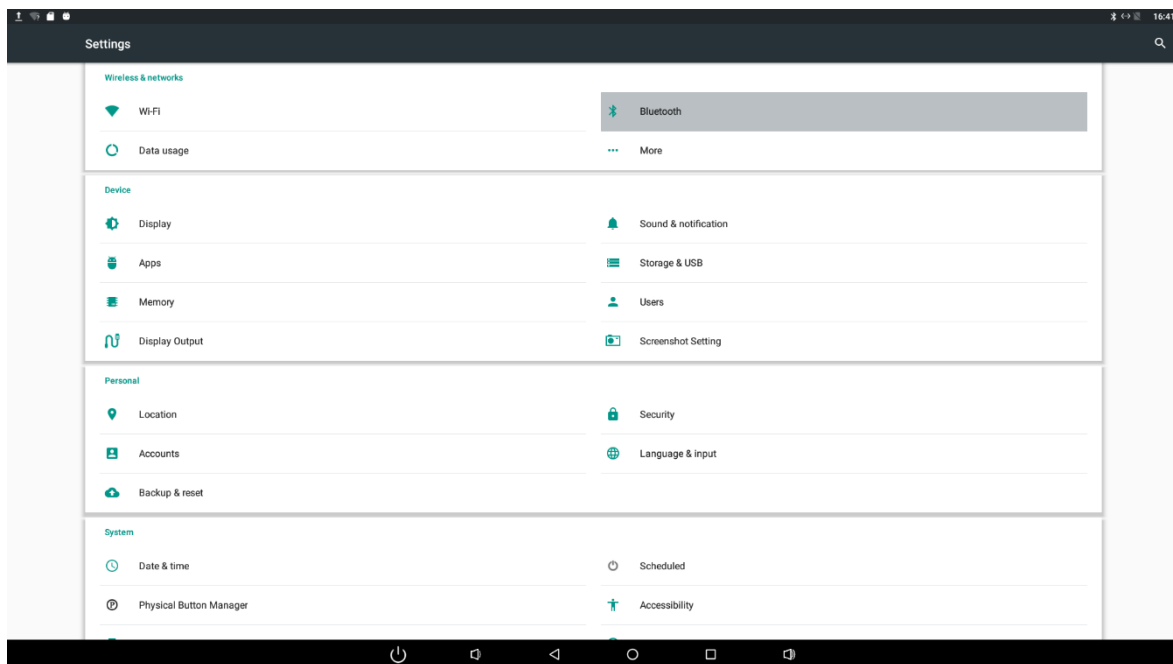 16:41
Settings
Wireless & networks
Wi-Fi
Bluetooth
Data usage
More
Device
Display
Sound & notification
Apps
Storage & USB
Memory
Users
Display Output
Screenshot Setting
Personal
Location
Security
Accounts
Language & input
Backup & reset
System
Date & time
Scheduled
Physical Button Manager
Accessibility